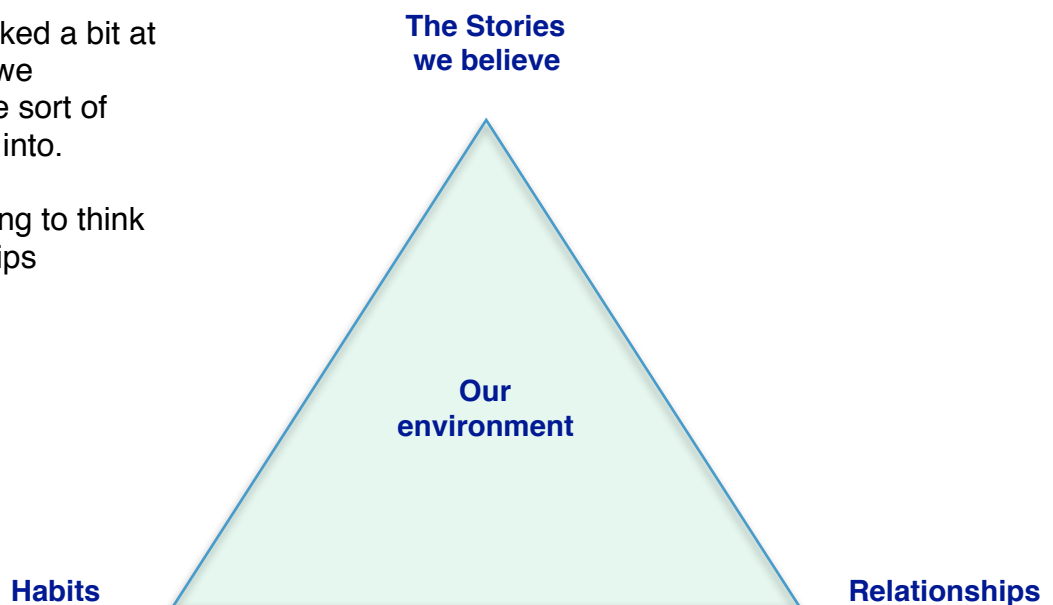 ked a bit at
we
e sort of
into.
ng to think
ips
The Stories
we believe
Our
environment
Habits
Relationships